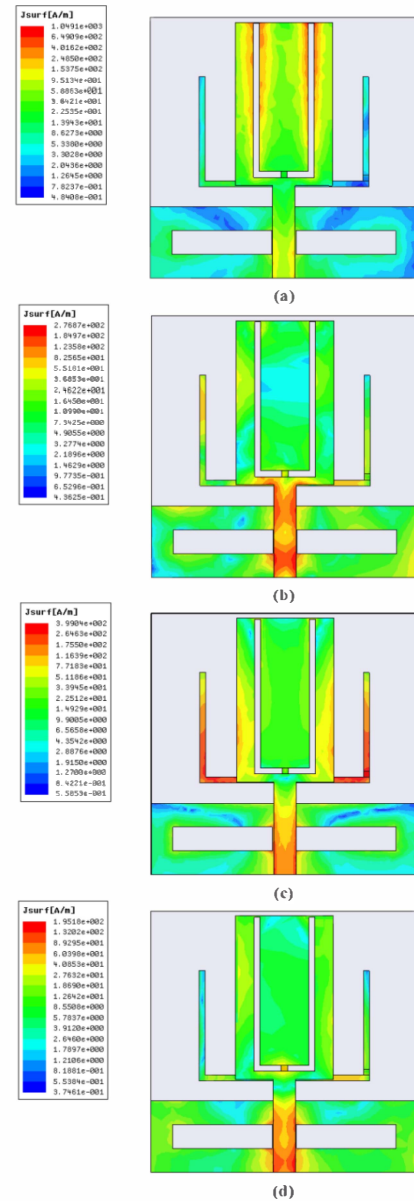 Jsurf[A/m]
1.0491e+003
6.4909e+002
4.0162e+002
2.4850e+002
1.5375e+002
9.5134e+001
5.8863e+001
3.6421e+001
2.2535e+001
1.3943e+001
8.6273e+000
5.3380e+000
3.3028e+000
2.0436e+000
1.2645e+000
7.8237e-001
4.8408e-001
(a)
Jsurf[A/m]
2.7687e+002
1.8497e+002
1.2358e+002
8.2565e+001
5.5161e+001
3.6853e+001
2.4622e+001
1.6450e+001
1.0990e+001
7.3425e+000
4.9055e+000
3.2774e+000
2.1896e+000
1.4629e+000
9.7735e-001
6.5296e-001
4.3625e-001
(b)
Jsurf[A/m]
3.9904e+002
2.6463e+002
1.7550e+002
1.1639e+002
7.7183e+001
5.1186e+001
3.3945e+001
2.2512e+001
1.4929e+001
9.9005e+000
6.5658e+000
4.3542e+000
2.8876e+000
1.9150e+000
1.2700e+000
8.4221e-001
5.5853e-001
(c)
Jsurf[A/m]
1.9518e+002
1.3202e+002
8.9295e+001
6.0398e+001
4.0853e+001
2.7632e+001
1.8690e+001
1.2642e+001
8.5508e+000
5.7837e+000
3.9120e+000
2.6460e+000
1.7897e+000
1.2106e+000
8.1881e-001
5.5384e-001
3.7461e-001
(d)